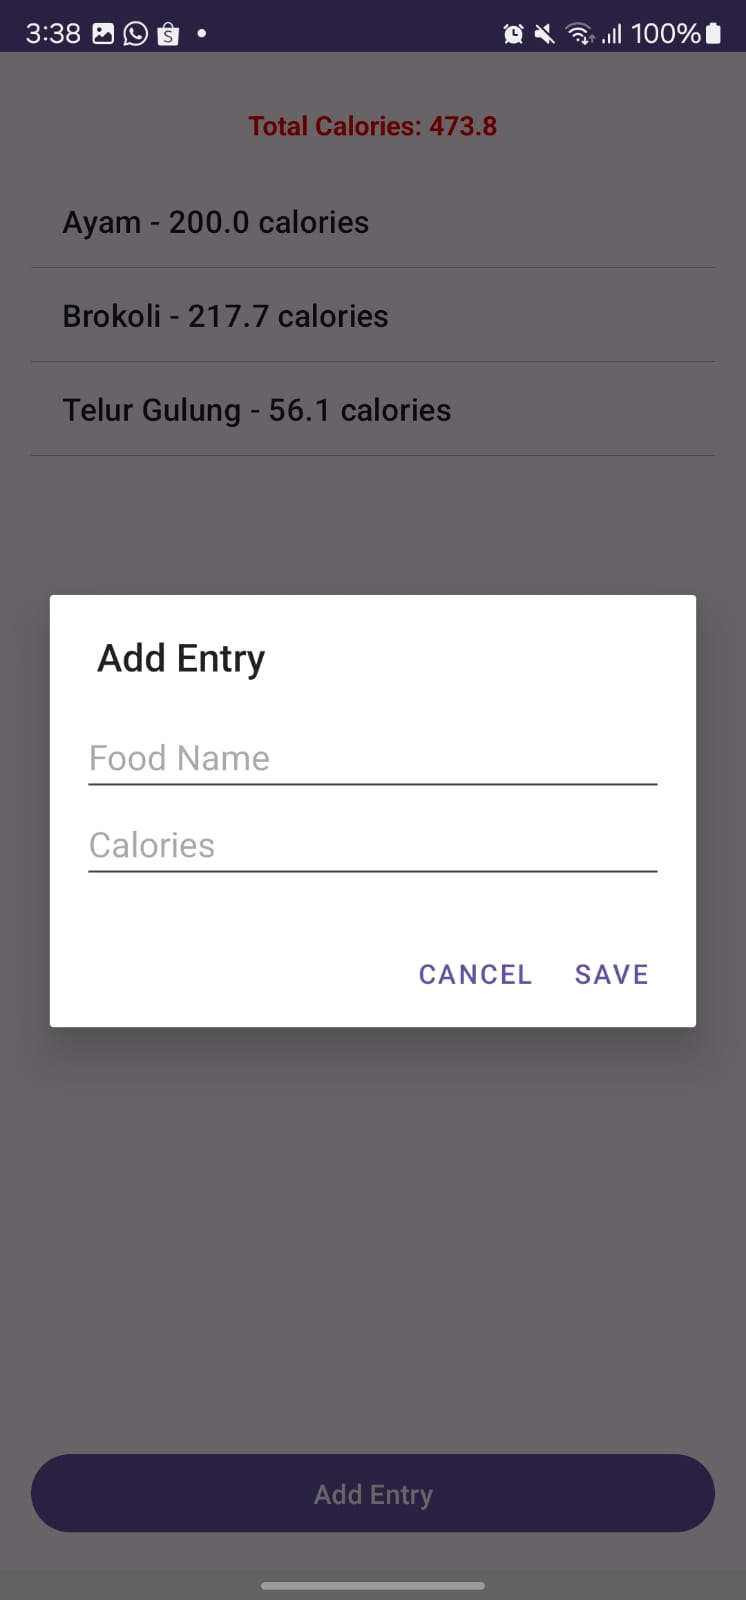 3:38 100%
Total Calories: 473.8
Ayam - 200.0 calories
Brokoli - 217.7 calories
Telur Gulung - 56.1 calories
Add Entry
Food Name
Calories
CANCEL SAVE
Add Entry